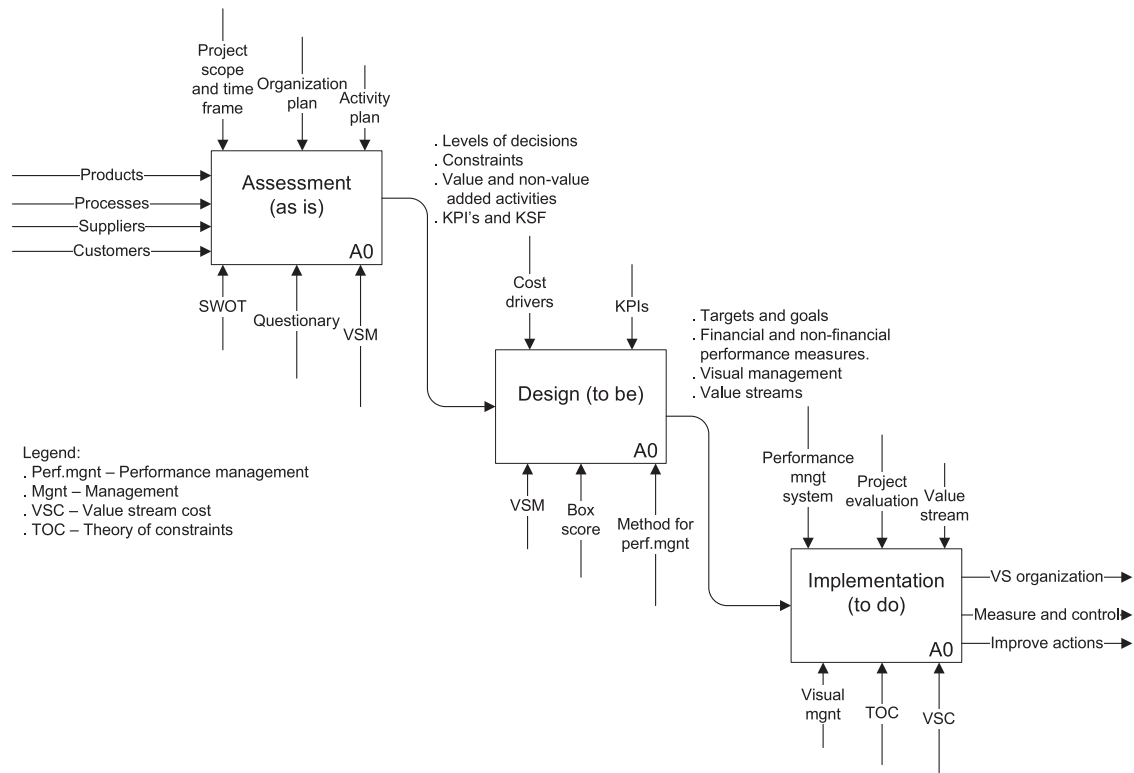 Project
scope
and time
frame
Organization
plan
Activity
plan
Products
Processes
Suppliers
Customers
Assessment
(as is)
A0
SWOT
Questionary
VSM
. Levels of decisions
. Constraints
. Value and non-value
added activities
. KPI's and KSF
Cost
drivers
KPIs
Design (to be)
A0
VSM
Box
score
Method for
perf.mgnt
. Targets and goals
. Financial and non-financial
performance measures.
. Visual management
. Value streams
Legend:
. Perf.mgnt – Performance management
. Mgnt – Management
. VSC – Value stream cost
. TOC – Theory of constraints
Performance
mngt
system
Project
evaluation
Value
stream
Implementation
(to do)
A0
VS organization
Measure and control
Improve actions
Visual
mgnt
TOC
VSC